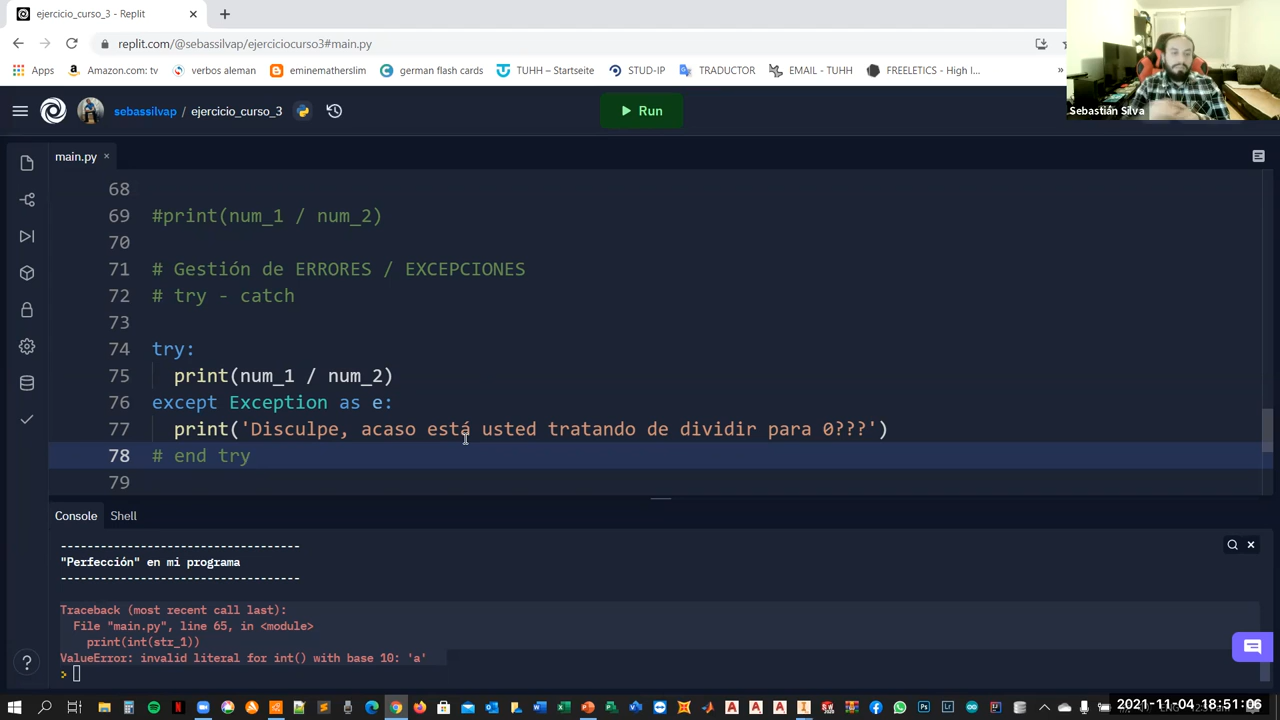 ejercicio_curso_3 - Replit
replit.com/@sebassilvap/ejerciciocurso3#main.py
Apps
Amazon.com: tv
verbos aleman
eminematherslim
german flash cards
TUHH – Startseite
STUD-IP
TRADUCTOR
EMAIL - TUHH
FREELETICS - High I...
»
Sebastián Silva
sebassilvap / ejercicio_curso_3
Run
main.py
68
69 #print(num_1 / num_2)
70
71 # Gestión de ERRORES / EXCEPCIONES
72 # try - catch
73
74 try:
75 print(num_1 / num_2)
76 except Exception as e:
77 print('Disculpe, acaso está usted tratando de dividir para 0???')
78 # end try
79
Console Shell
-----------------------------------
"Perfección" en mi programa
-----------------------------------
Traceback (most recent call last):
File "main.py", line 65, in <module>
print(int(str_1))
ValueError: invalid literal for int() with base 10: 'a'
>
2021-11-04 18:51:06